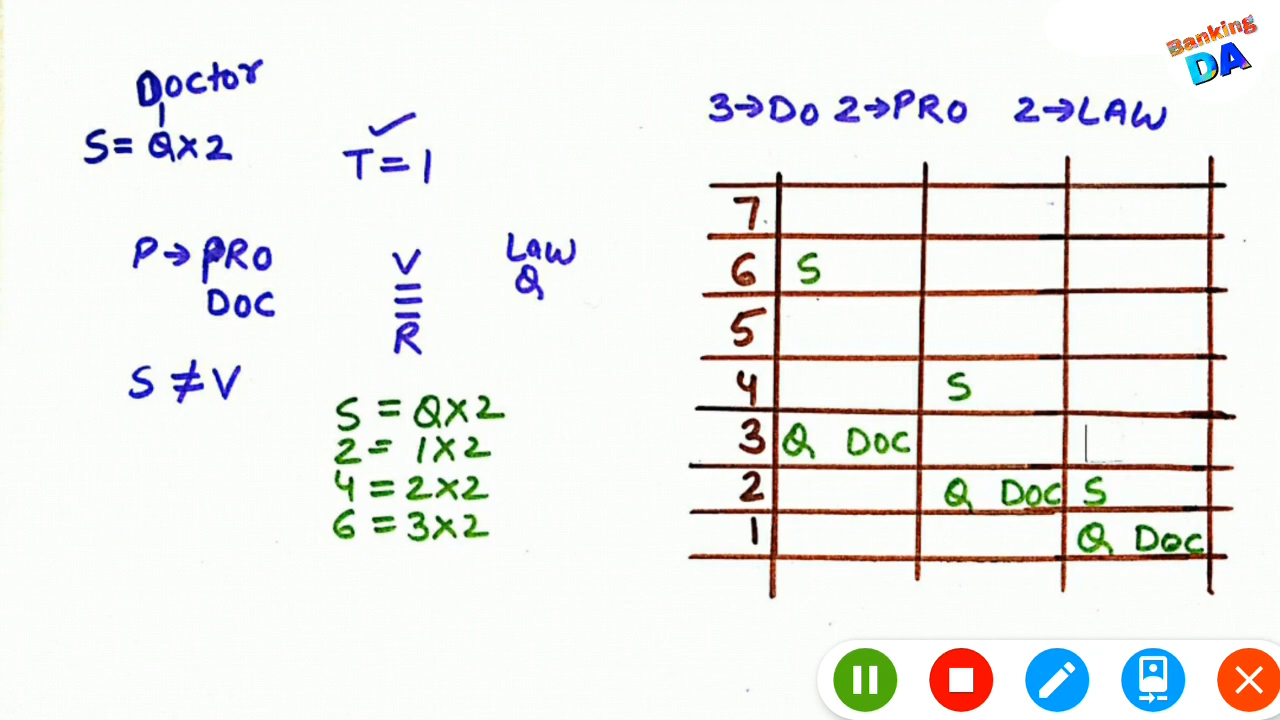 Banking
DA
Doctor
S = Q×2
T = 1
3→DO 2→PRO 2→LAW
P → PRO
DOC
V
=
=
R
LAW
Q
S ≠ V
S = Q×2
2 = 1×2
4 = 2×2
6 = 3×2
7
6 S
5
4 S
3 Q DOC
2 Q DOC S
1 Q DOC